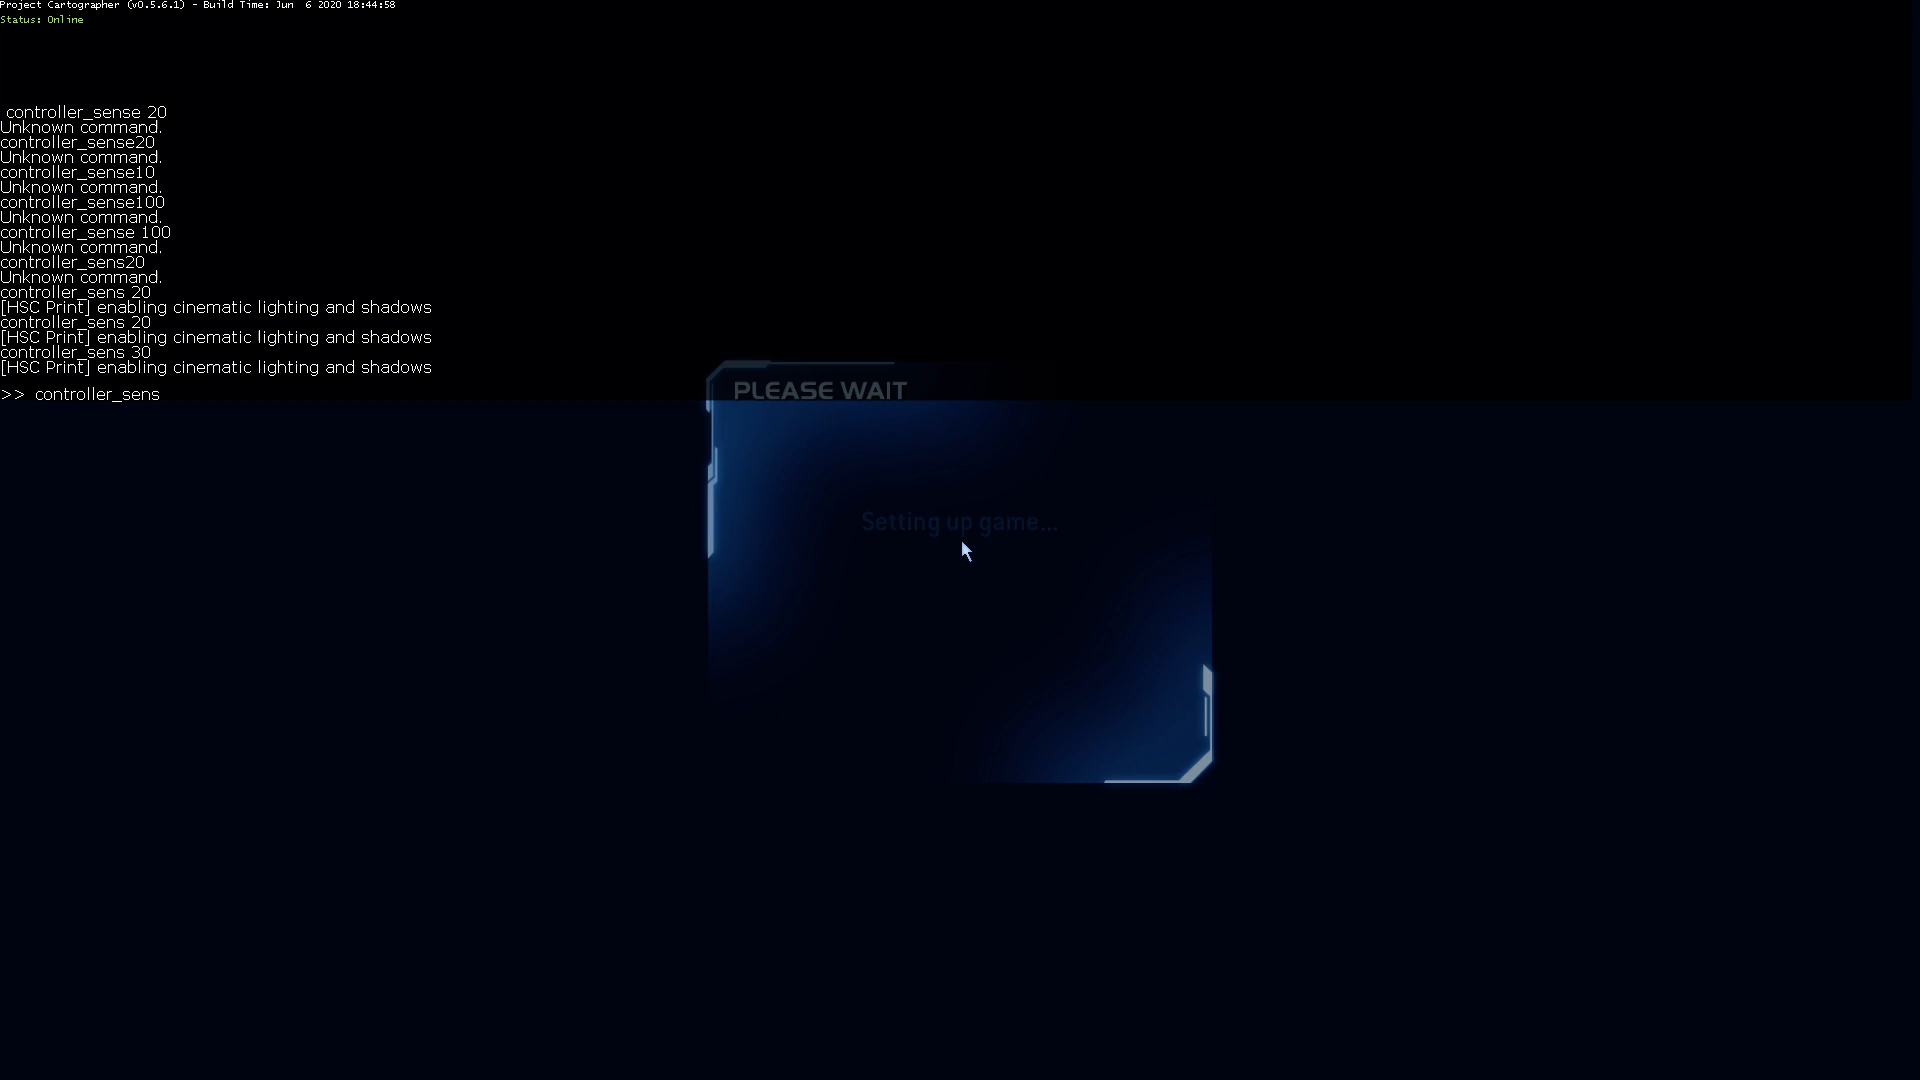 Project Cartographer (v0.5.6.1) - Build Time: Jun  6 2020 18:44:58
Status: Online
controller_sense 20
Unknown command.
controller_sense20
Unknown command.
controller_sense10
Unknown command.
controller_sense100
Unknown command.
controller_sense 100
Unknown command.
controller_sens20
Unknown command.
controller_sens 20
[HSC Print] enabling cinematic lighting and shadows
controller_sens 20
[HSC Print] enabling cinematic lighting and shadows
controller_sens 30
[HSC Print] enabling cinematic lighting and shadows
>> controller_sens
PLEASE WAIT
Setting up game...